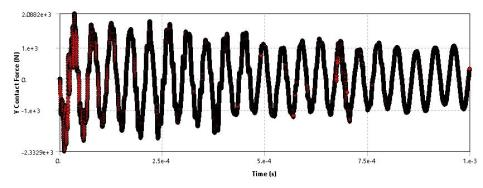 2.0882e+3
1.e+3
0.
-1.e+3
-2.3329e+3
Y Contact Force (N)
0.
2.5e-4
5.e-4
7.5e-4
1.e-3
Time (s)